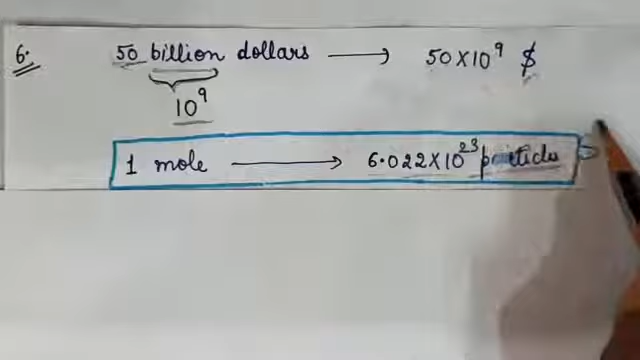 6. 50 billion dollars ⟶ 50×10⁹ $
10⁹
1 mole ⟶ 6.022×10²³ particles